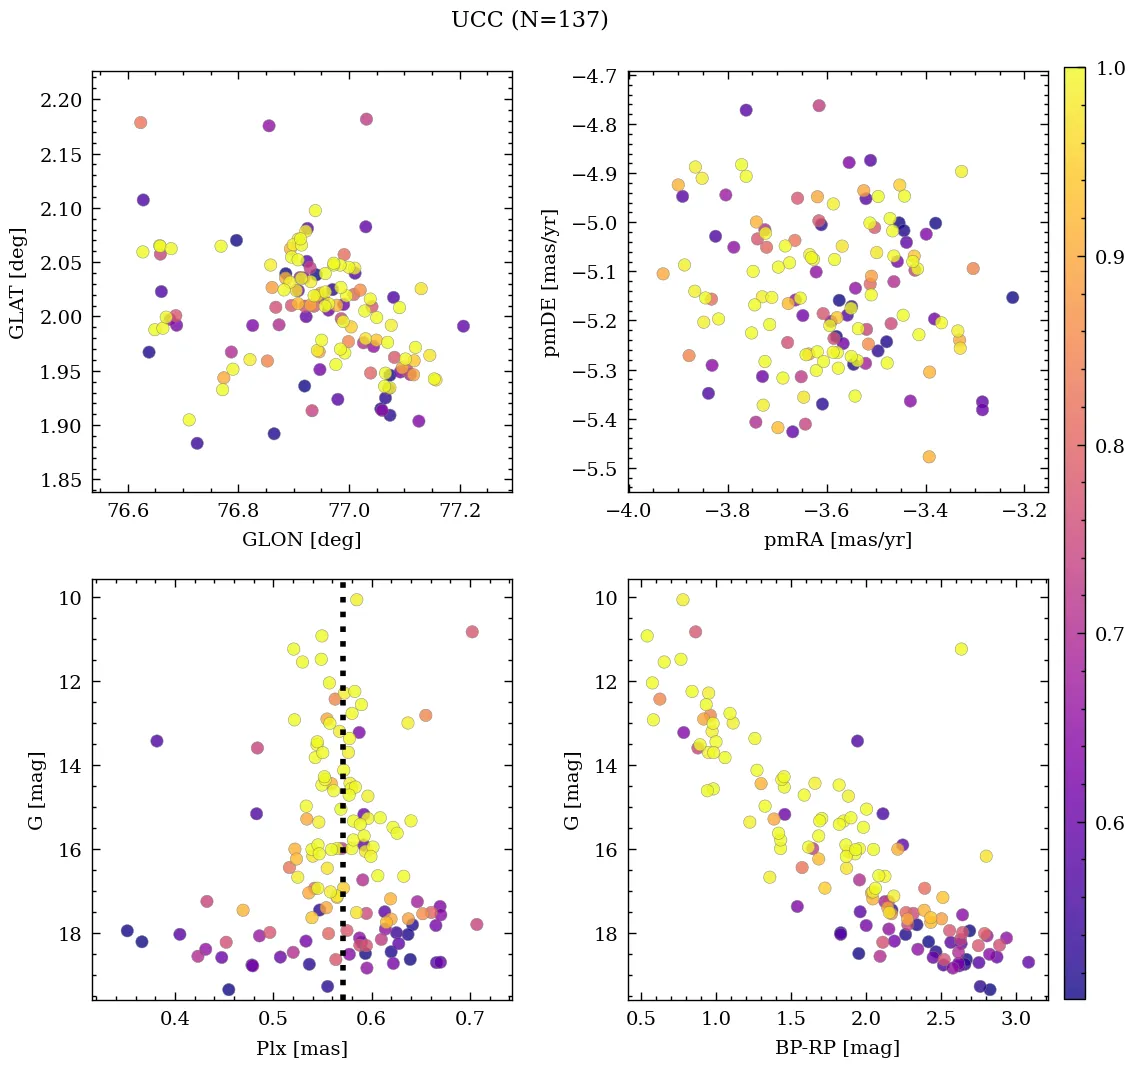 UCC (N=137)
2.20
2.15
2.10
2.05
2.00
1.95
1.90
1.85
GLAT [deg]
76.6 76.8 77.0 77.2
GLON [deg]
−4.7
−4.8
−4.9
−5.0
−5.1
−5.2
−5.3
−5.4
−5.5
pmDE [mas/yr]
−4.0 −3.8 −3.6 −3.4 −3.2
pmRA [mas/yr]
10
12
14
16
18
G [mag]
0.4 0.5 0.6 0.7
Plx [mas]
10
12
14
16
18
G [mag]
0.5 1.0 1.5 2.0 2.5 3.0
BP-RP [mag]
1.0
0.9
0.8
0.7
0.6